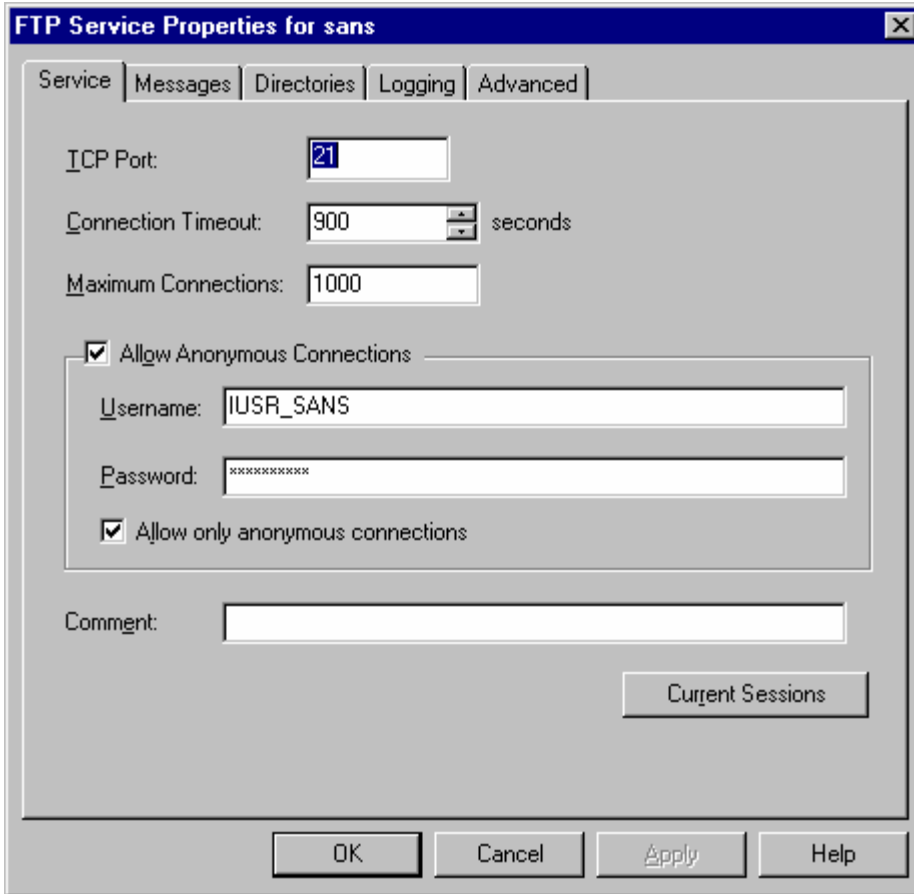 FTP Service Properties for sans
Service Messages Directories Logging Advanced
TCP Port: 21
Connection Timeout: 900 seconds
Maximum Connections: 1000
Allow Anonymous Connections
Username: IUSR_SANS
Password: **********
Allow only anonymous connections
Comment:
Current Sessions
OK Cancel Apply Help